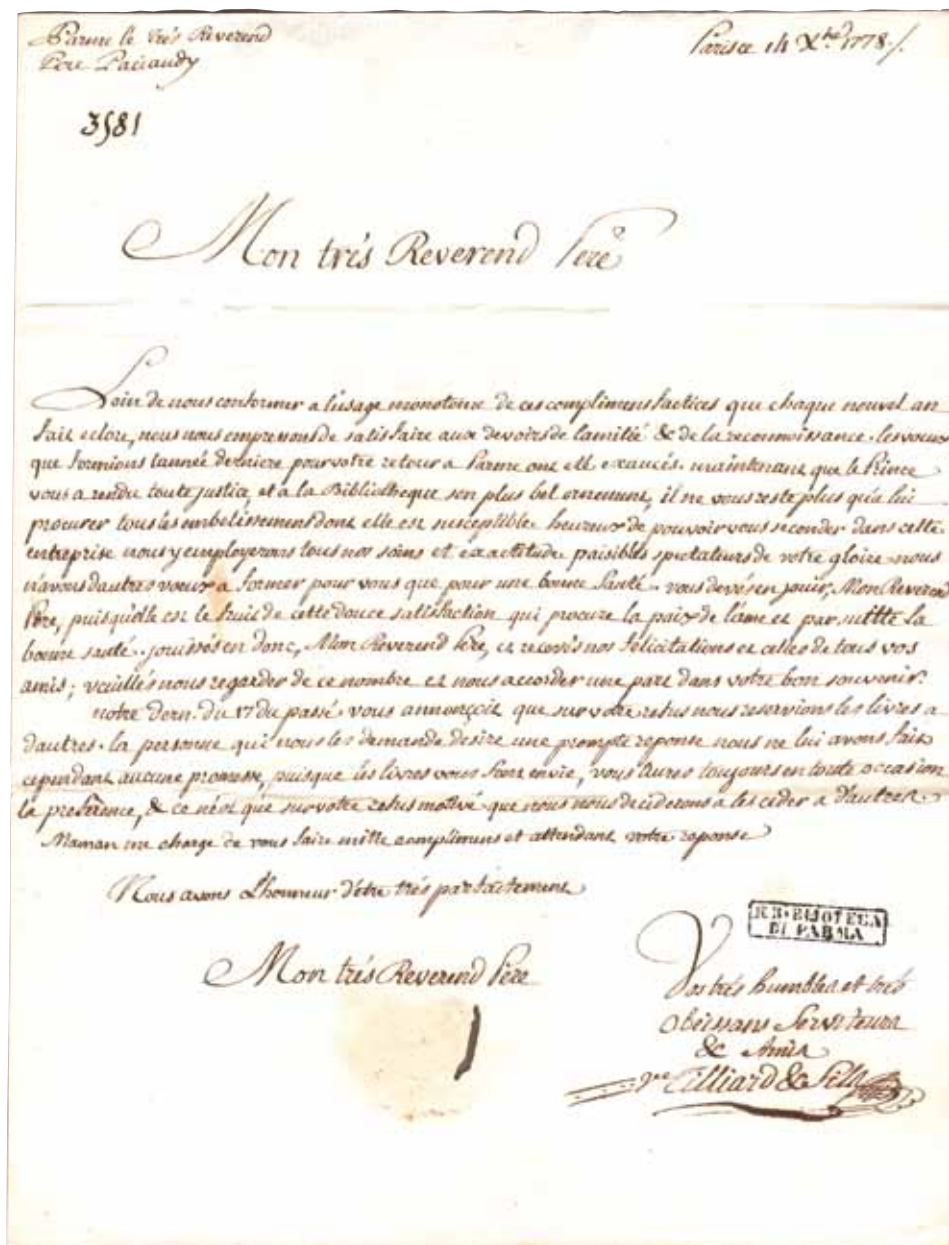 Parme le très Reverend
Pere Paciaudy
Paris ce 14 Xbre 1778 ./.
3581
Mon très Reverend Pere
Loin de nous conformer a l'usage monotone de ces complimens factices que chaque nouvel an
fait eclore, nous nous empressons de satisfaire aux devoirs de l'amitié & de la reconnoissance. les voeux
que formions l'année derniere pour votre retour a Parme ont eté exaucés. maintenant que le Prince
vous a rendu toute justice, et a la Bibliotheque son plus bel ornement, il ne vous reste plus qu'a lui
procurer tous les embelissemens dont elle est susceptible. heureux de pouvoir vous seconder dans cette
entreprise nous y employerons tous nos soins et exactitude. paisibles spectateurs de votre gloire nous
n'avons d'autres voeux a former pour vous que pour une bonne Santé. vous devés en jouir, Mon Reverend
Pere, puisqu'elle est le fruit de cette douce satisfaction qui procure la paix de l'ame et par suitte la
bonne santé. jouissés en donc, Mon Reverend Pere, et recevés nos félicitations et celles de tous vos
amis; veuillés nous regarder de ce nombre et nous accorder une part dans votre bon souvenir.
notre dern. du 17 du passé vous annonçoit que sur votre refus nous reservions les livres a
d'autres. la personne qui nous les demande desire une prompte reponse nous ne lui avons fait
cependant aucune promesse, puisque les livres vous font envie, vous aures toujours en toute occasion
la preférence, & ce n'est que sur votre refus motivé que nous nous deciderons a les ceder a d'autres.
Maman me charge de vous faire mille complimens et attendant votre reponse
Nous avons L'honneur d'être très parfaitement
Mon très Reverend Pere
BIJOTECA
DI PARMA
Vos très humbles et très
Obeissans Serviteurs
& Amis
Ve Tilliard & Fils